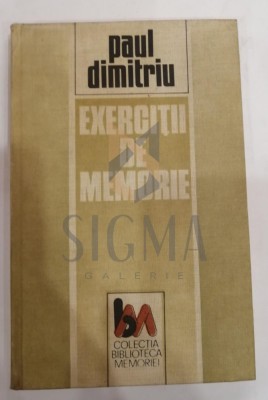 paul
dimitriu
EXERCIȚII
DE
MEMORIE
SIGMA
GALERIE
bM
COLECȚIA
BIBLIOTECA
MEMORIEI